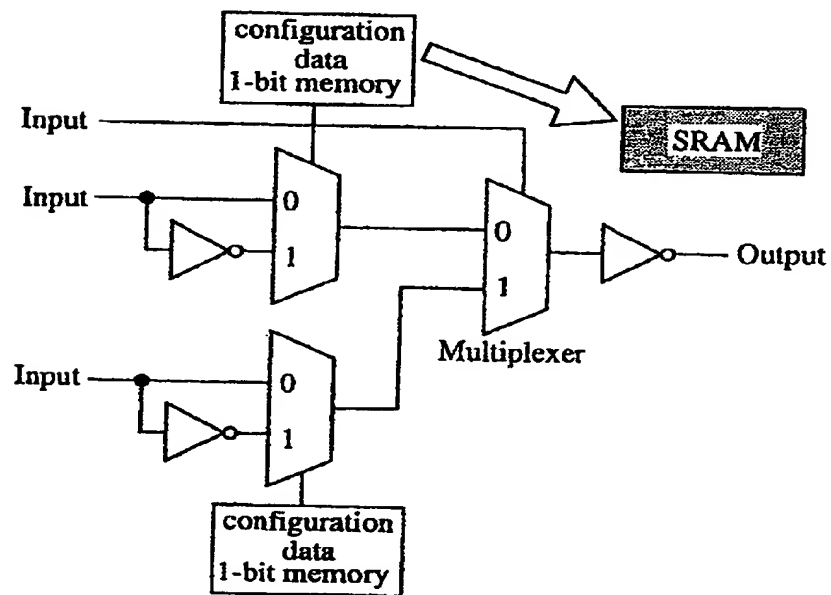 configuration
data
1-bit memory
Input
SRAM
Input
0
1
0
1
Output
Multiplexer
Input
0
1
configuration
data
1-bit memory